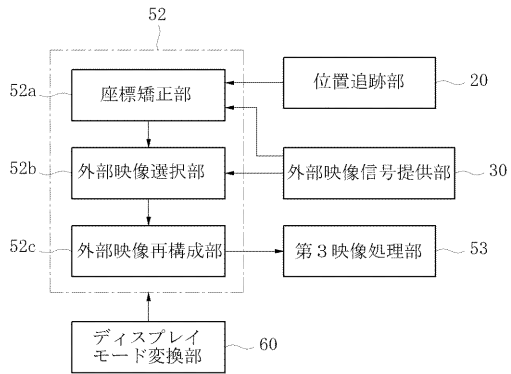 52
52a
座標矯正部
位置追跡部
20
52b
外部映像選択部
外部映像信号提供部
30
52c
外部映像再構成部
第３映像処理部
53
ディスプレイ
モード変換部
60